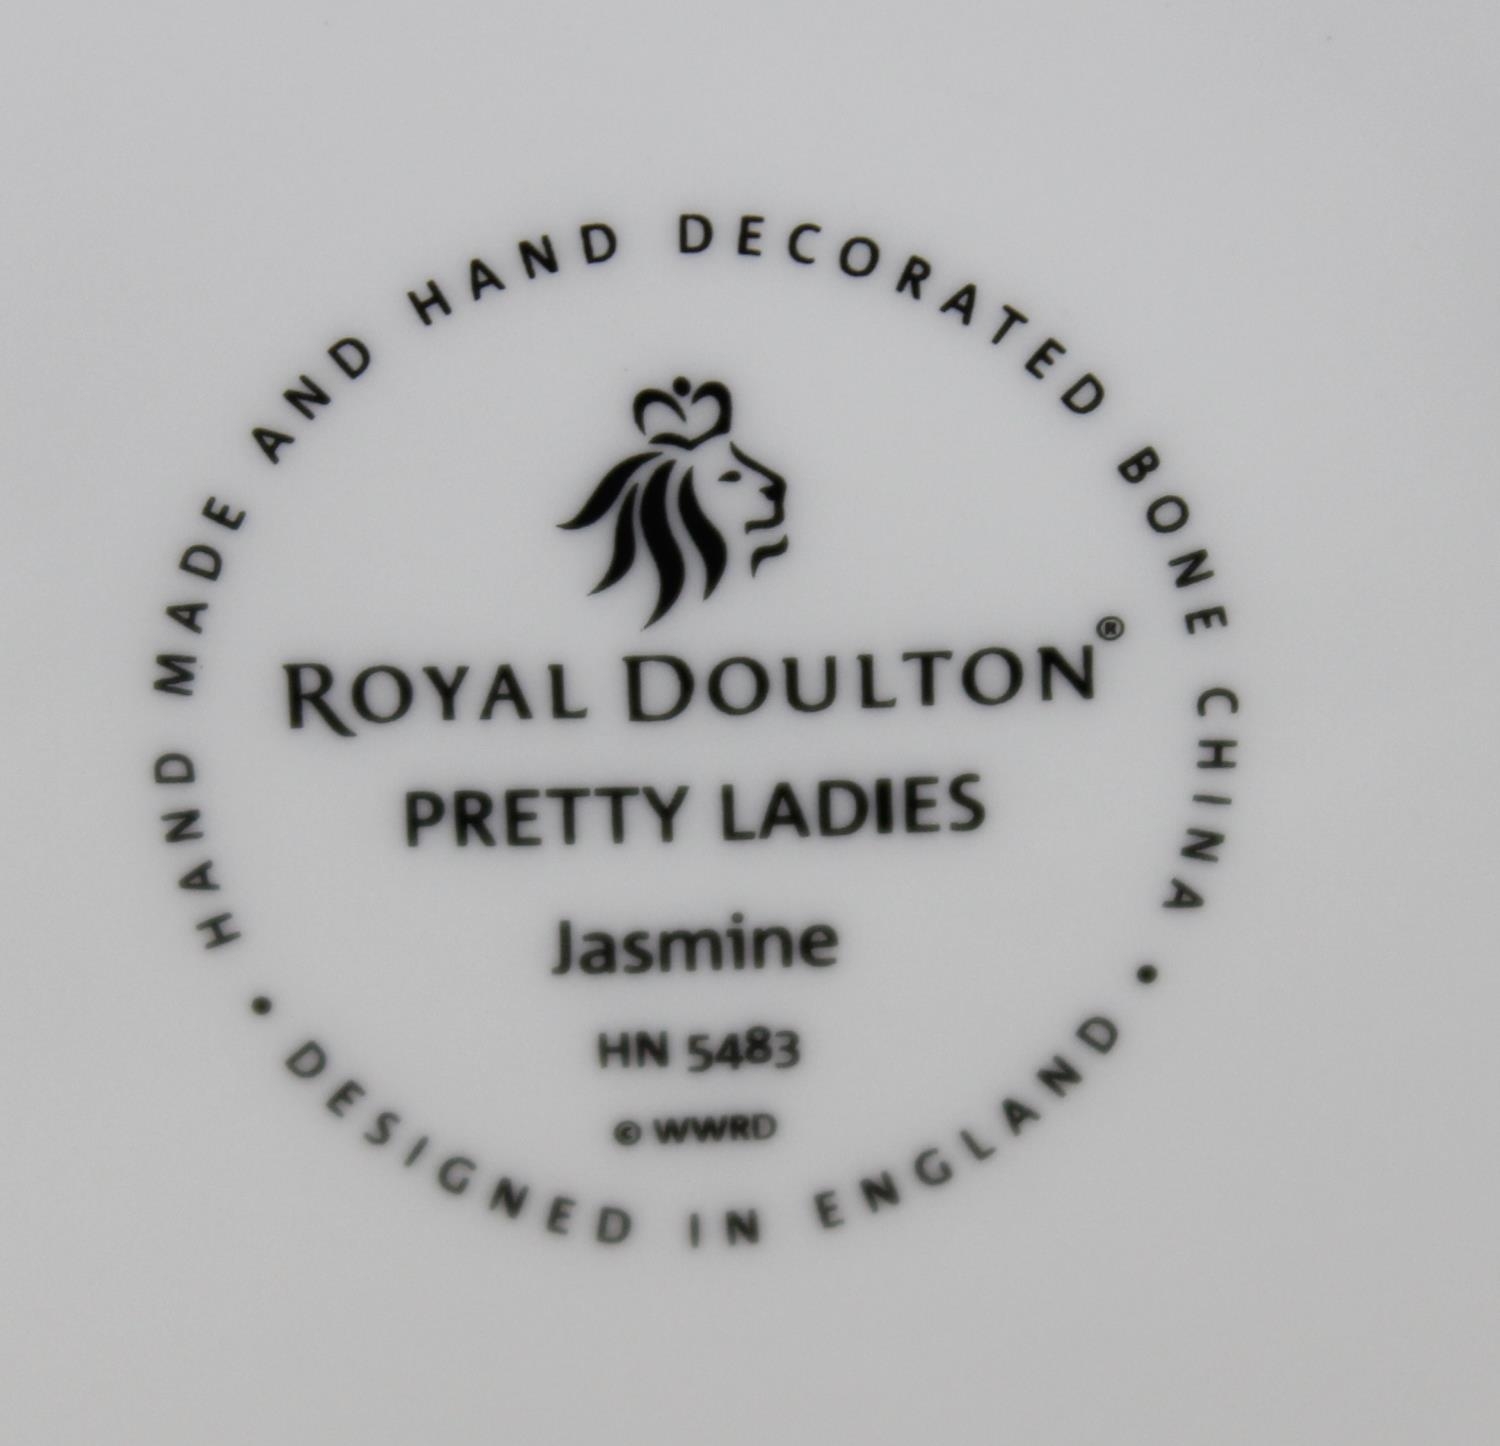 HAND MADE AND HAND DECORATED BONE CHINA •
ROYAL DOULTON®
PRETTY LADIES
Jasmine
HN 5483
© WWRD
DESIGNED IN ENGLAND •